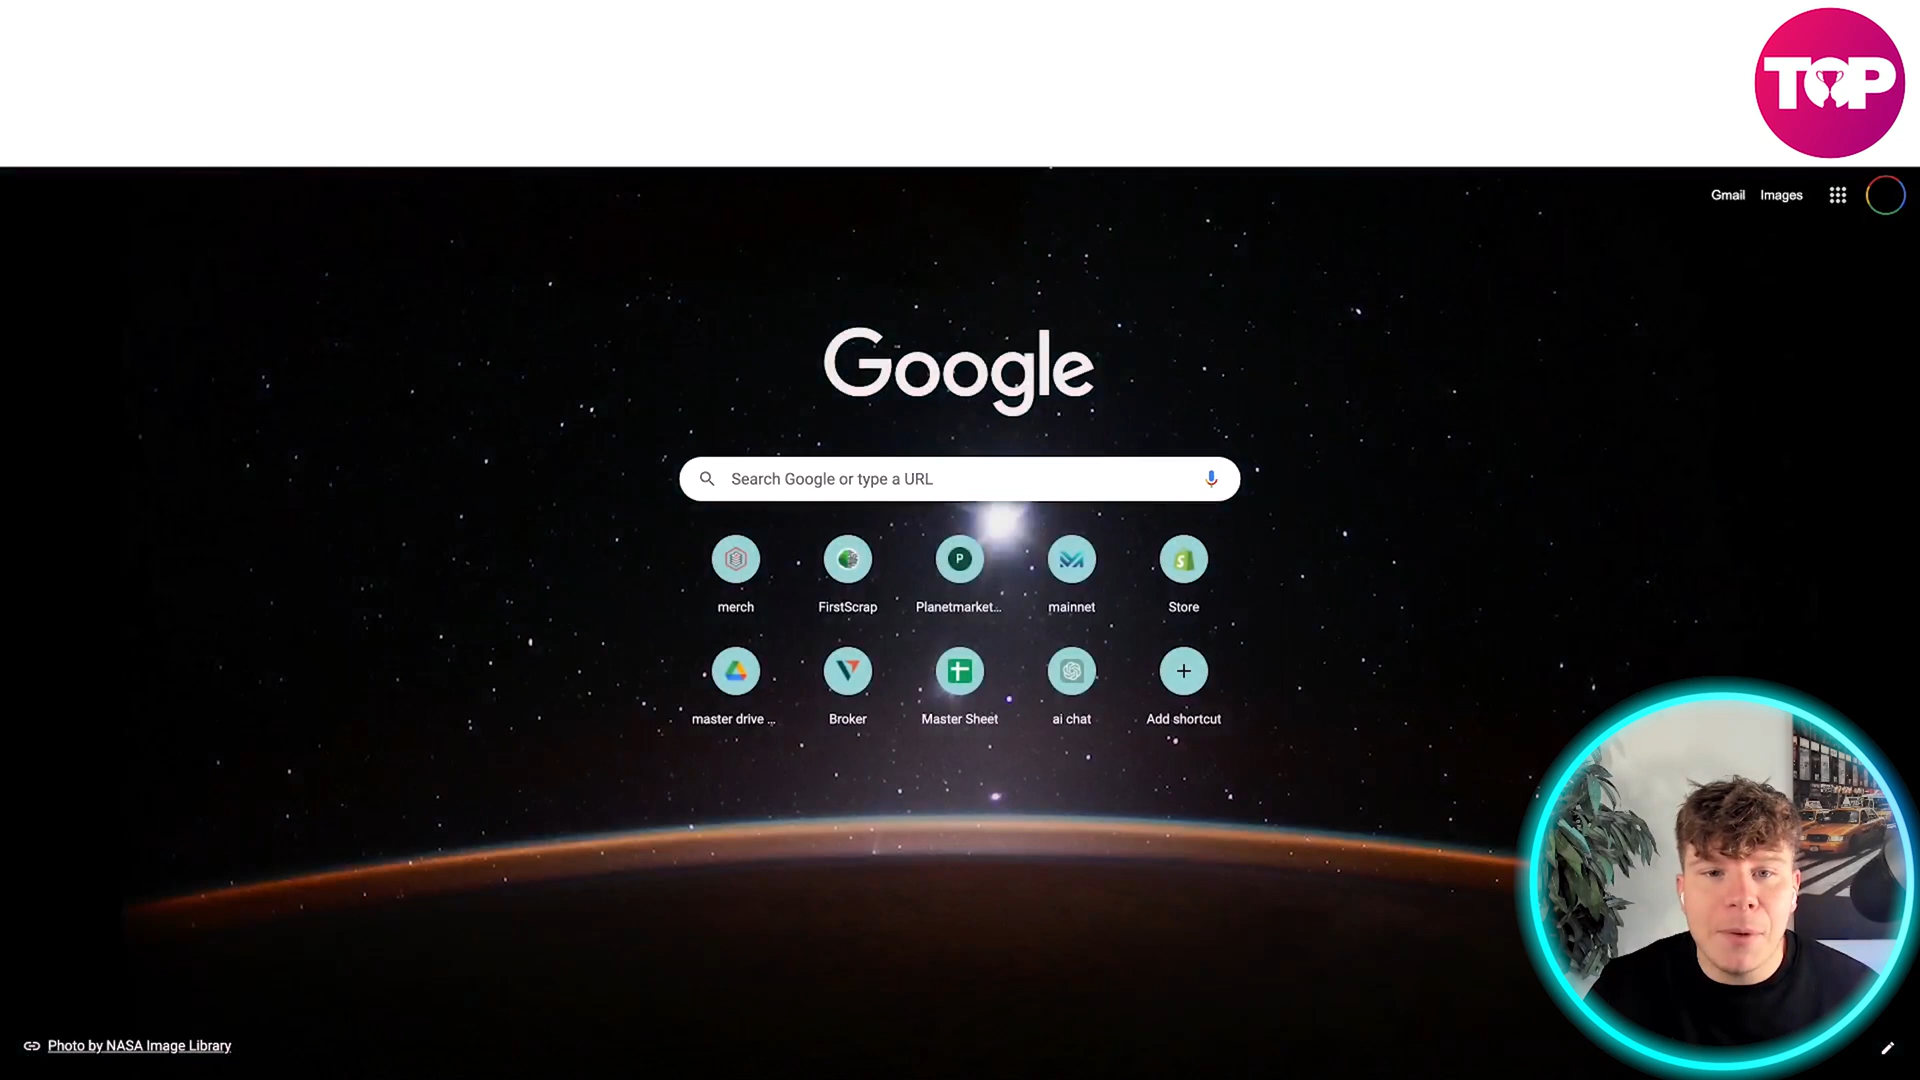 TOP
Gmail Images
Google
Search Google or type a URL
P
merch FirstScrap Planetmarket... mainnet Store
master drive ... Broker Master Sheet ai chat Add shortcut
Photo by NASA Image Library